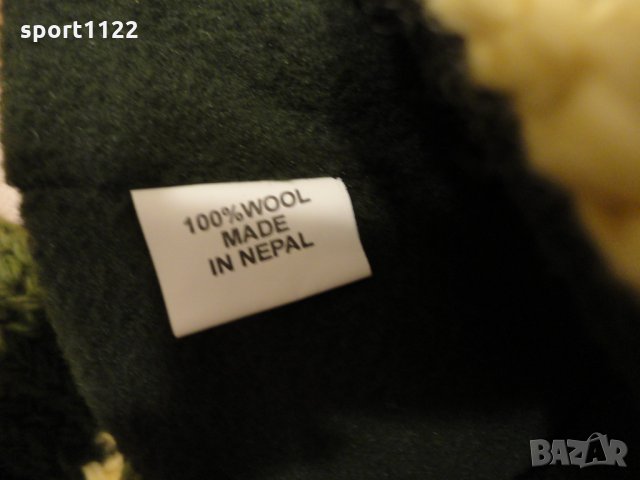 sport1122
100%WOOL
MADE
IN NEPAL
BAZAR